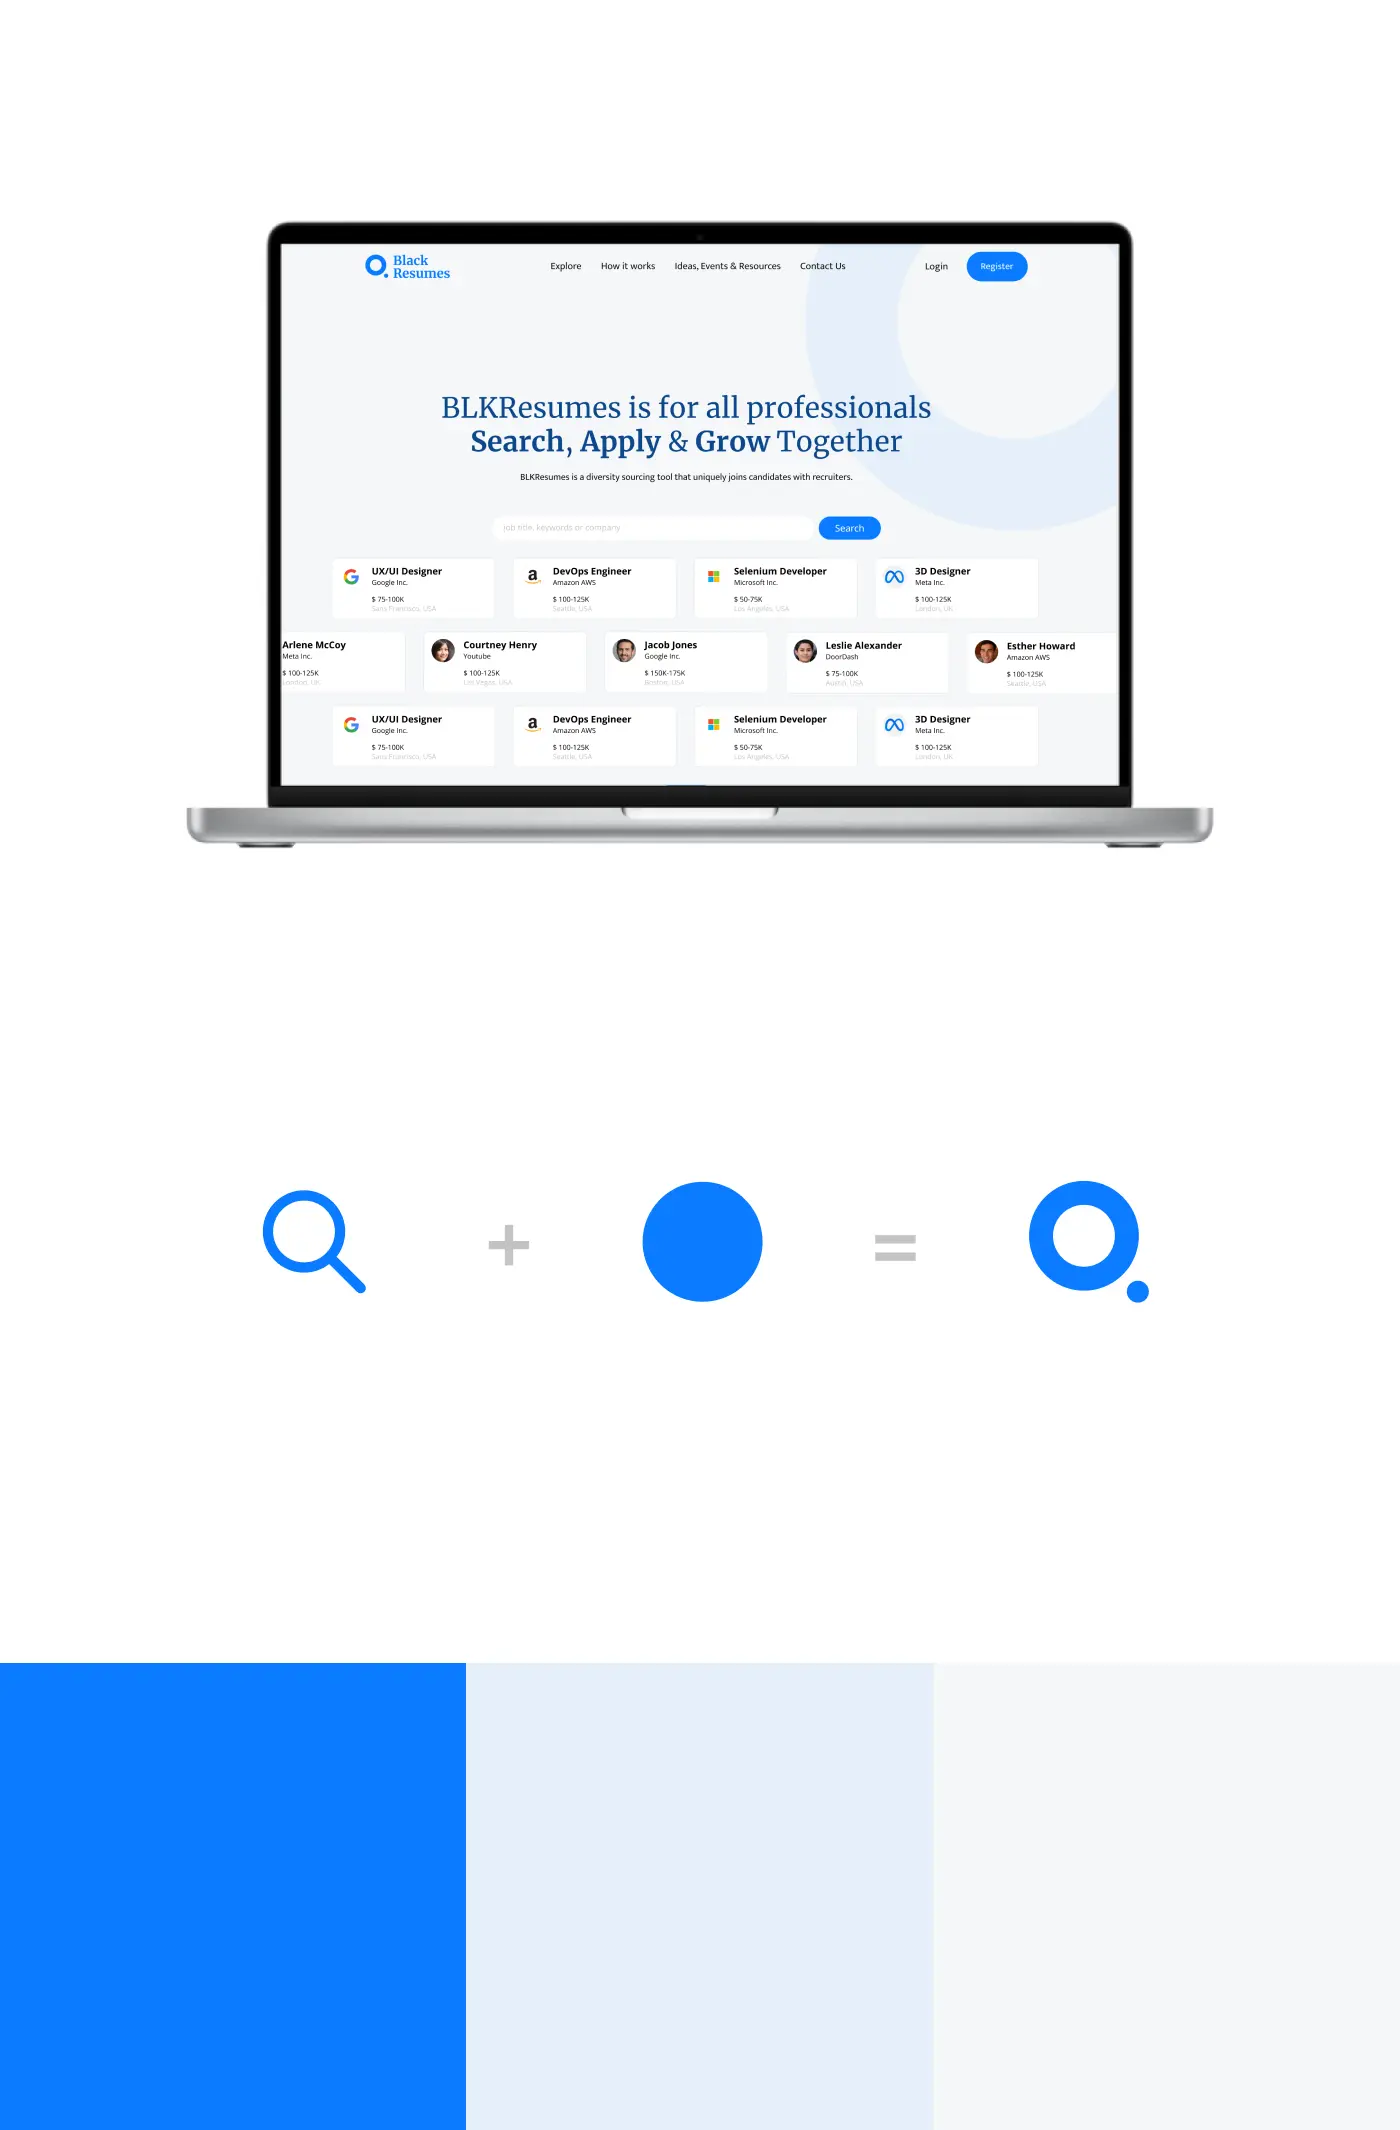 Black
Resumes
Explore
How it works
Ideas, Events & Resources
Contact Us
Login
Register
BLKResumes is for all professionals
Search, Apply & Grow Together
BLKResumes is a diversity sourcing tool that uniquely joins candidates with recruiters.
job title, keywords or company
Search
UX/UI Designer
Google Inc.
$ 75-100K
Sans Francisco, USA
DevOps Engineer
Amazon AWS
$ 100-125K
Seattle, USA
Selenium Developer
Microsoft Inc.
$ 50-75K
Los Angeles, USA
3D Designer
Meta Inc.
$ 100-125K
London, UK
Arlene McCoy
Meta Inc.
$ 100-125K
London, UK
Courtney Henry
Youtube
$ 100-125K
Las Vegas, USA
Jacob Jones
Google Inc.
$ 150K-175K
Boston, USA
Leslie Alexander
DoorDash
$ 75-100K
Austin, USA
Esther Howard
Amazon AWS
$ 100-125K
Seattle, USA
UX/UI Designer
Google Inc.
$ 75-100K
Sans Francisco, USA
DevOps Engineer
Amazon AWS
$ 100-125K
Seattle, USA
Selenium Developer
Microsoft Inc.
$ 50-75K
Los Angeles, USA
3D Designer
Meta Inc.
$ 100-125K
London, UK